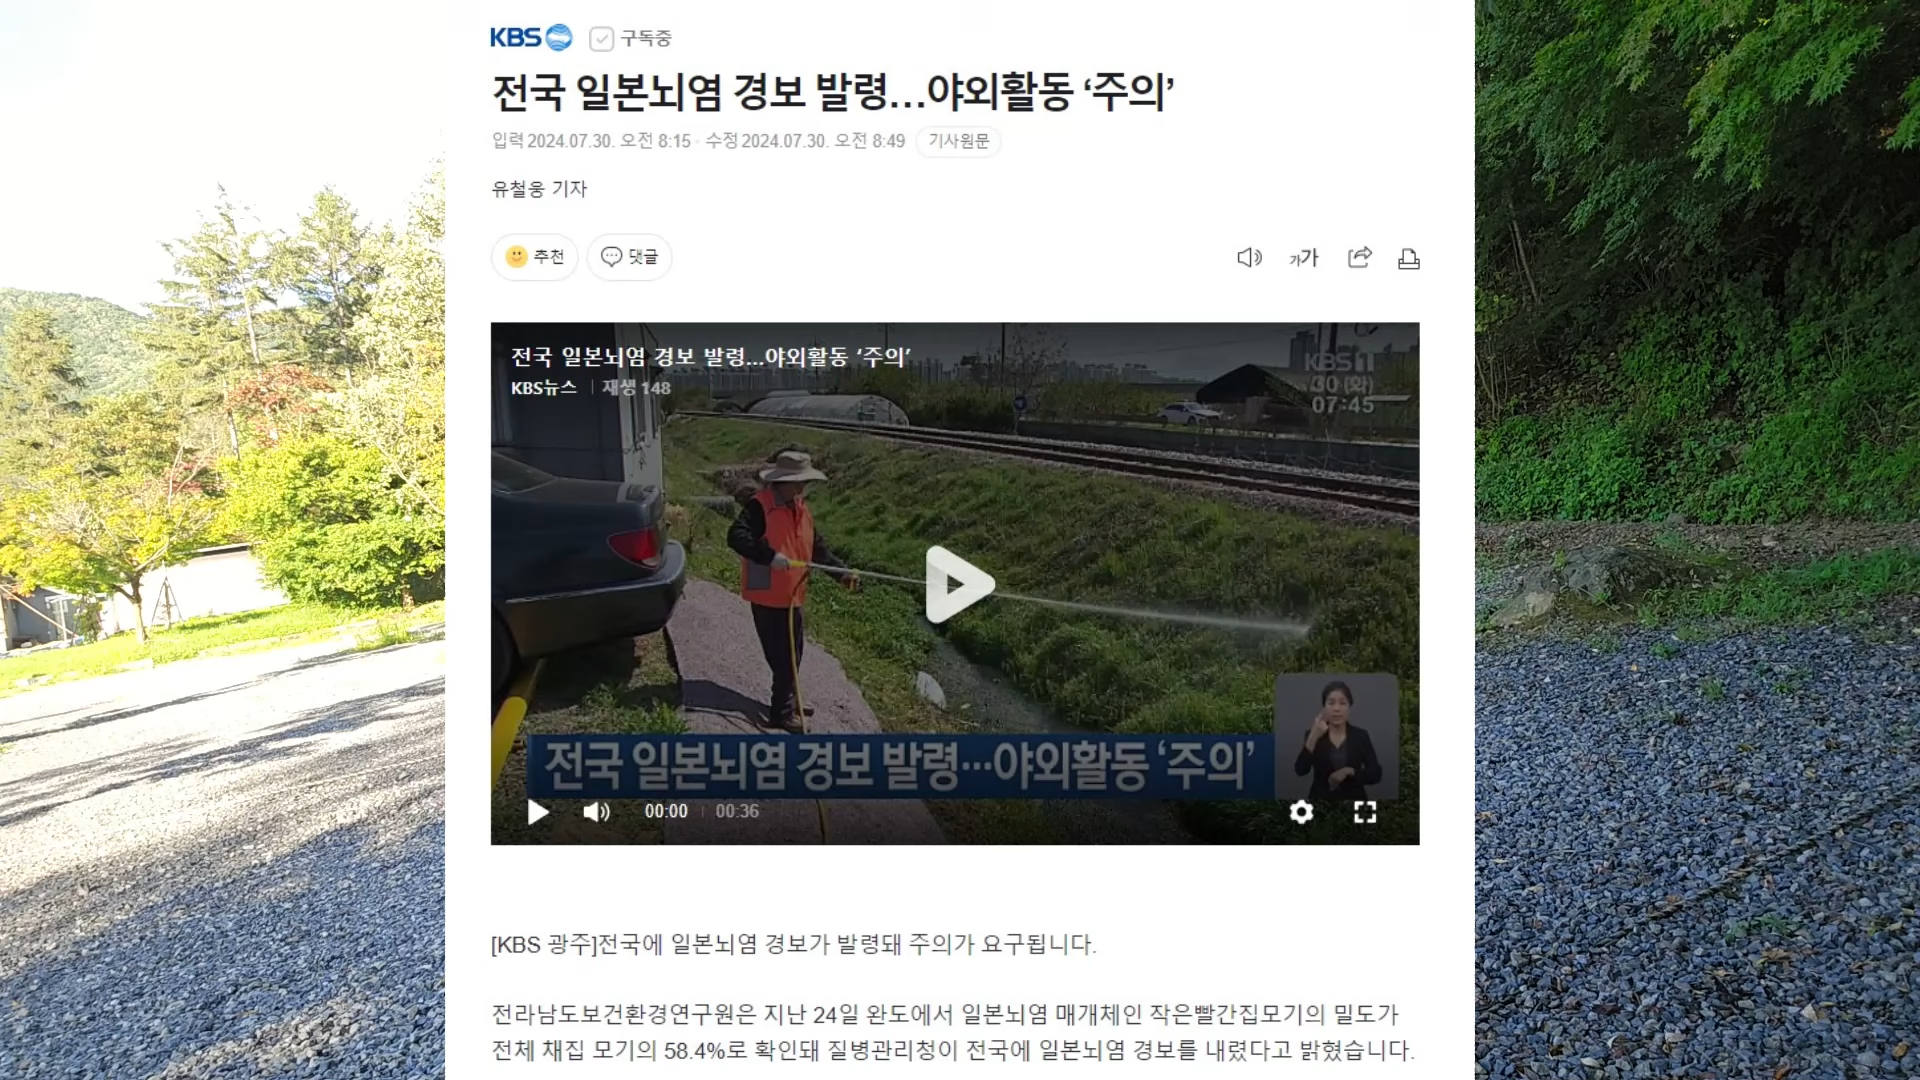 KBS 구독중
전국 일본뇌염 경보 발령…야외활동 ‘주의’
입력 2024.07.30. 오전 8:15 · 수정 2024.07.30. 오전 8:49 기사원문
유철웅 기자
추천 댓글
가가
전국 일본뇌염 경보 발령...야외활동 ‘주의’
KBS뉴스 | 재생 148
KBS 1
30 (화)
07:45
전국 일본뇌염 경보 발령…야외활동 ‘주의’
00:00 | 00:36
[KBS 광주]전국에 일본뇌염 경보가 발령돼 주의가 요구됩니다.
전라남도보건환경연구원은 지난 24일 완도에서 일본뇌염 매개체인 작은빨간집모기의 밀도가
전체 채집 모기의 58.4%로 확인돼 질병관리청이 전국에 일본뇌염 경보를 내렸다고 밝혔습니다.